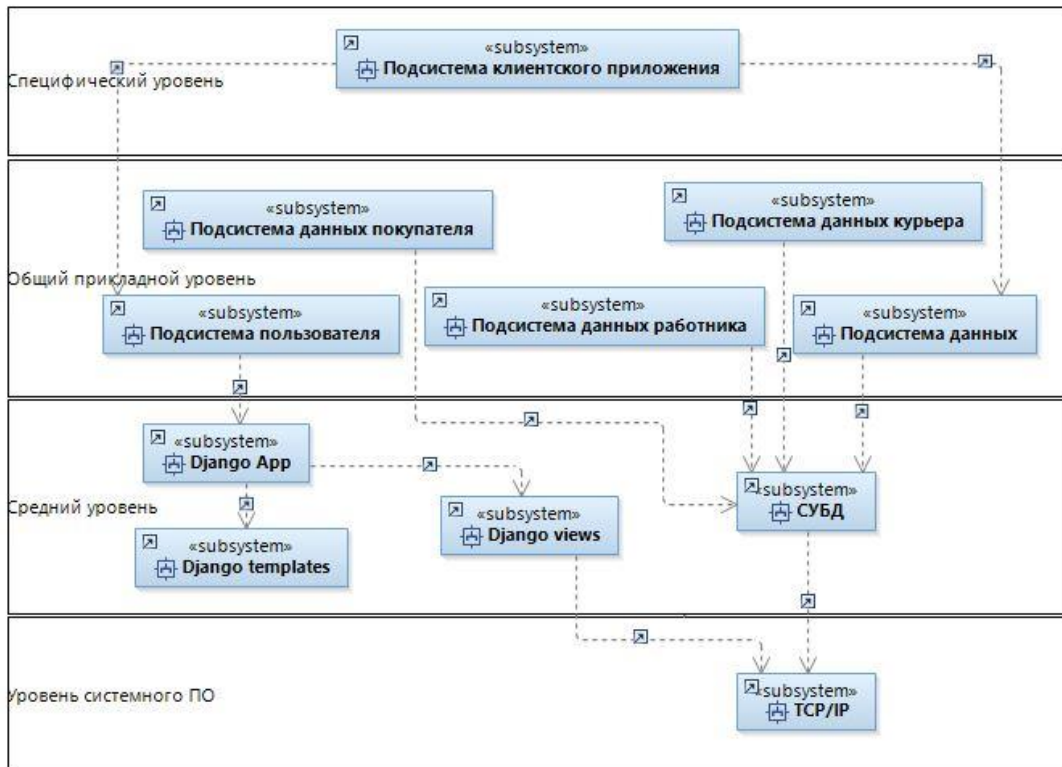 «subsystem»
Подсистема клиентского приложения
Специфический уровень
«subsystem»
Подсистема данных покупателя
«subsystem»
Подсистема данных курьера
Общий прикладной уровень
«subsystem»
Подсистема пользователя
«subsystem»
Подсистема данных работника
«subsystem»
Подсистема данных
«subsystem»
Django App
Средний уровень
«subsystem»
Django templates
«subsystem»
Django views
«subsystem»
СУБД
Уровень системного ПО
«subsystem»
TCP/IP